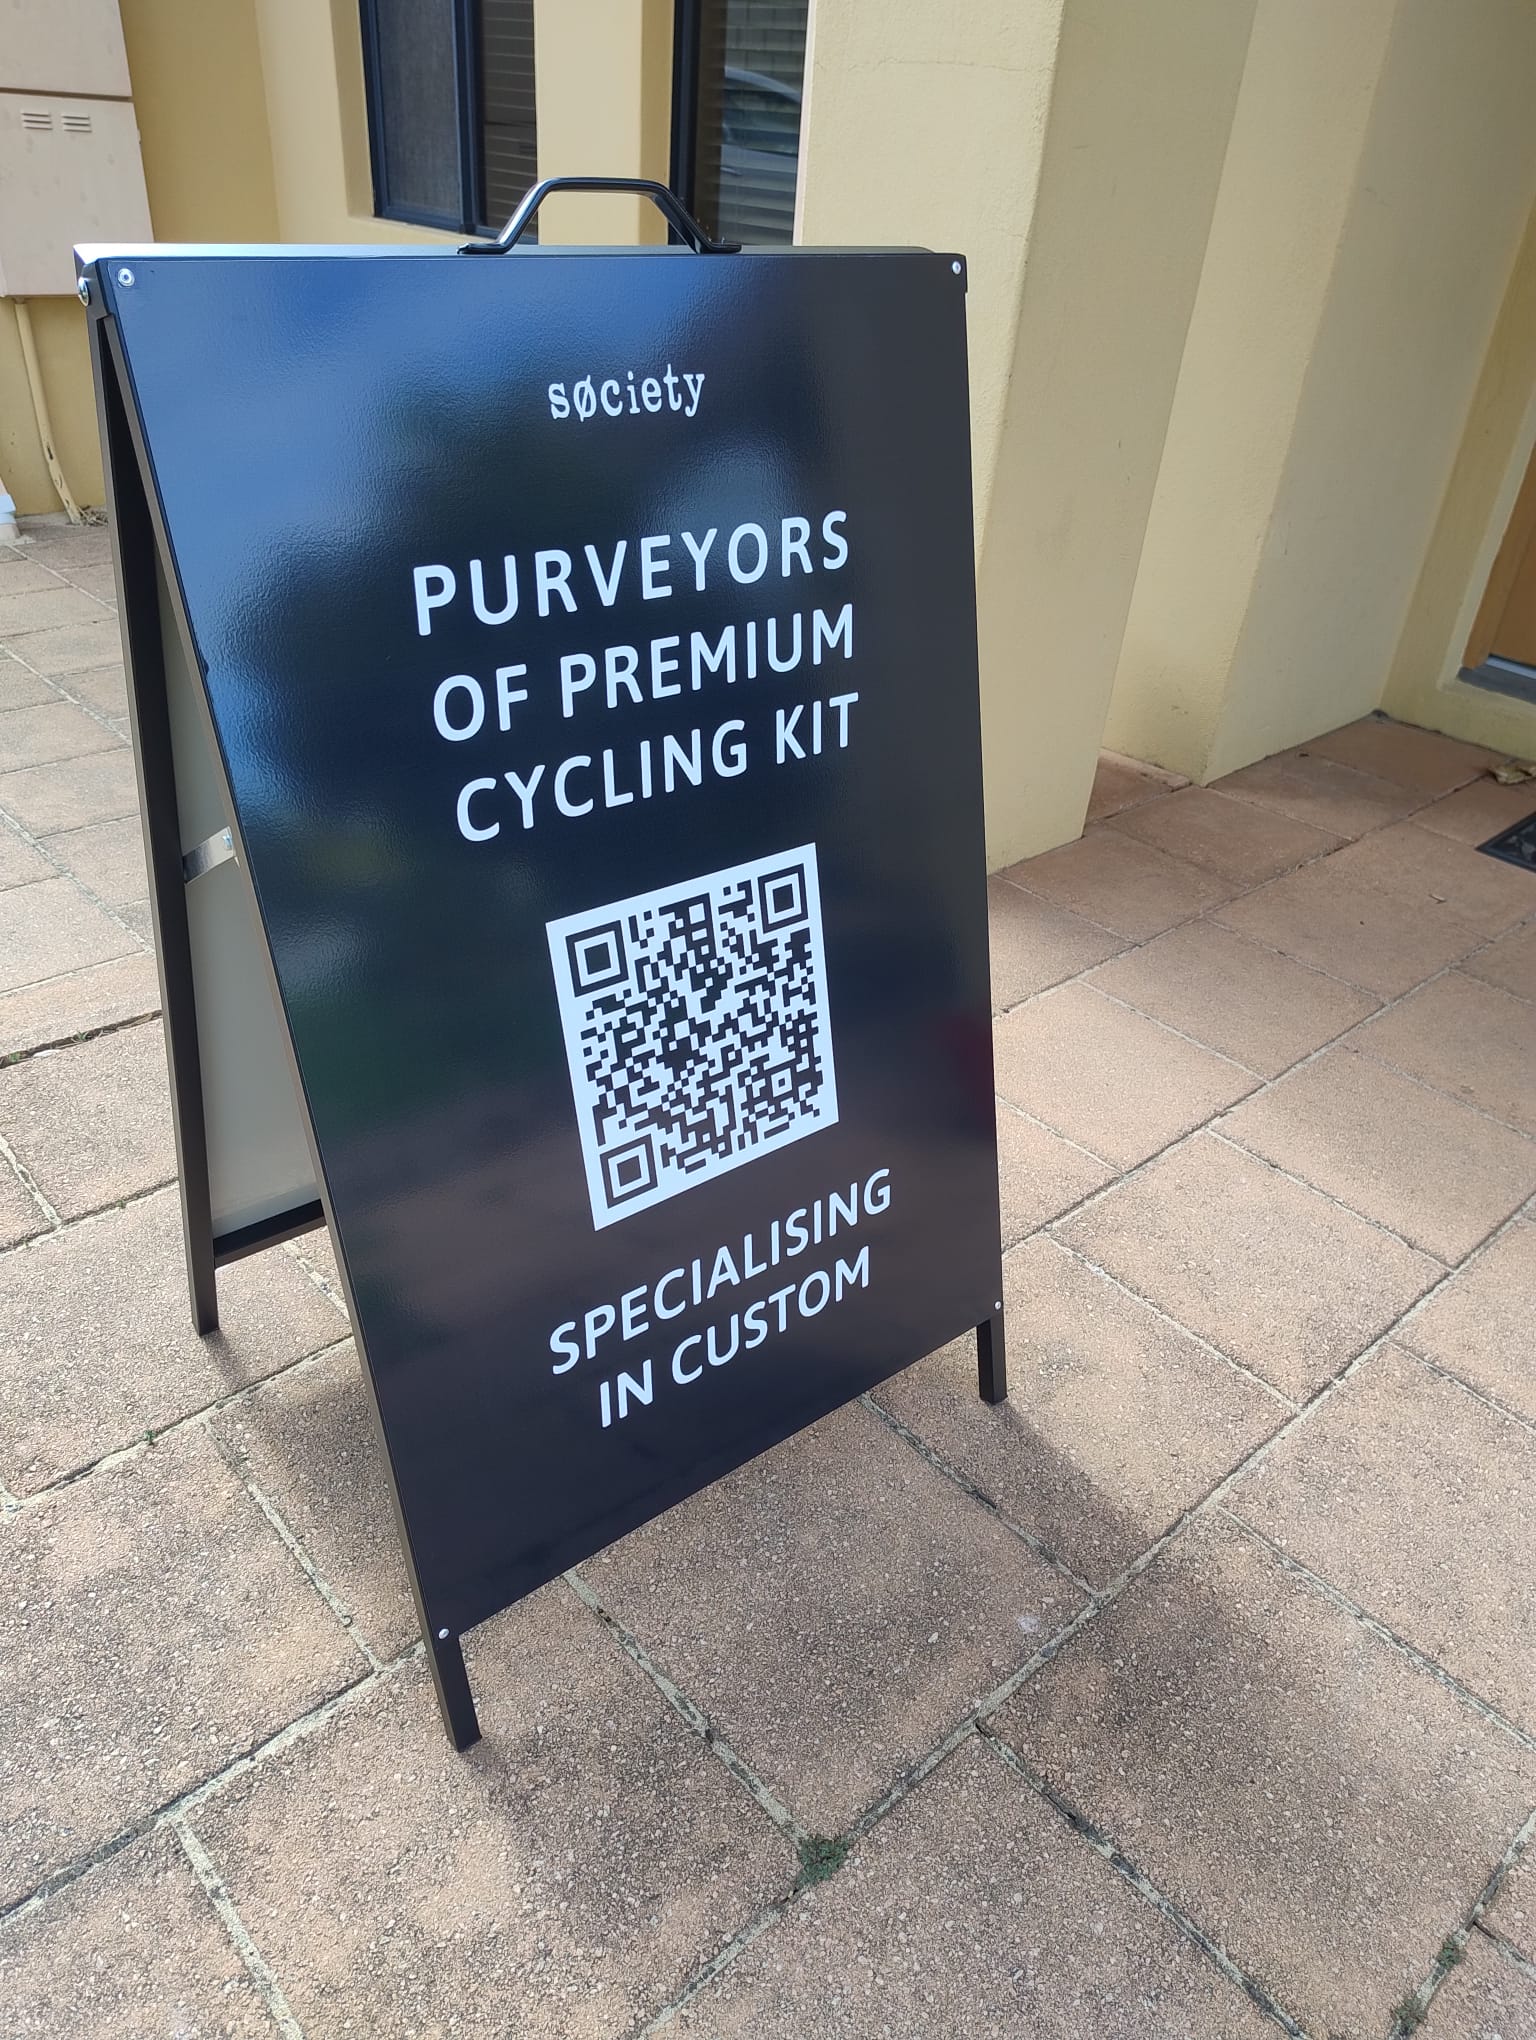 søciety
PURVEYORS
OF PREMIUM
CYCLING KIT
SPECIALISING
IN CUSTOM